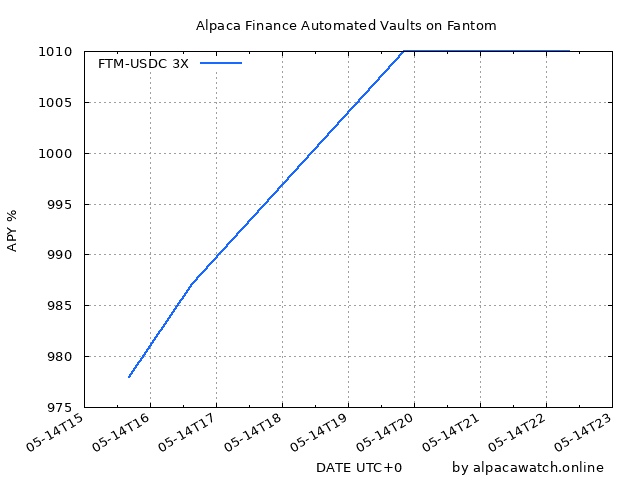 Alpaca Finance Automated Vaults on Fantom
FTM-USDC 3X
1010
1005
1000
995
990
985
980
975
APY %
05-14T15
05-14T16
05-14T17
05-14T18
05-14T19
05-14T20
05-14T21
05-14T22
05-14T23
DATE UTC+0
by alpacawatch.online